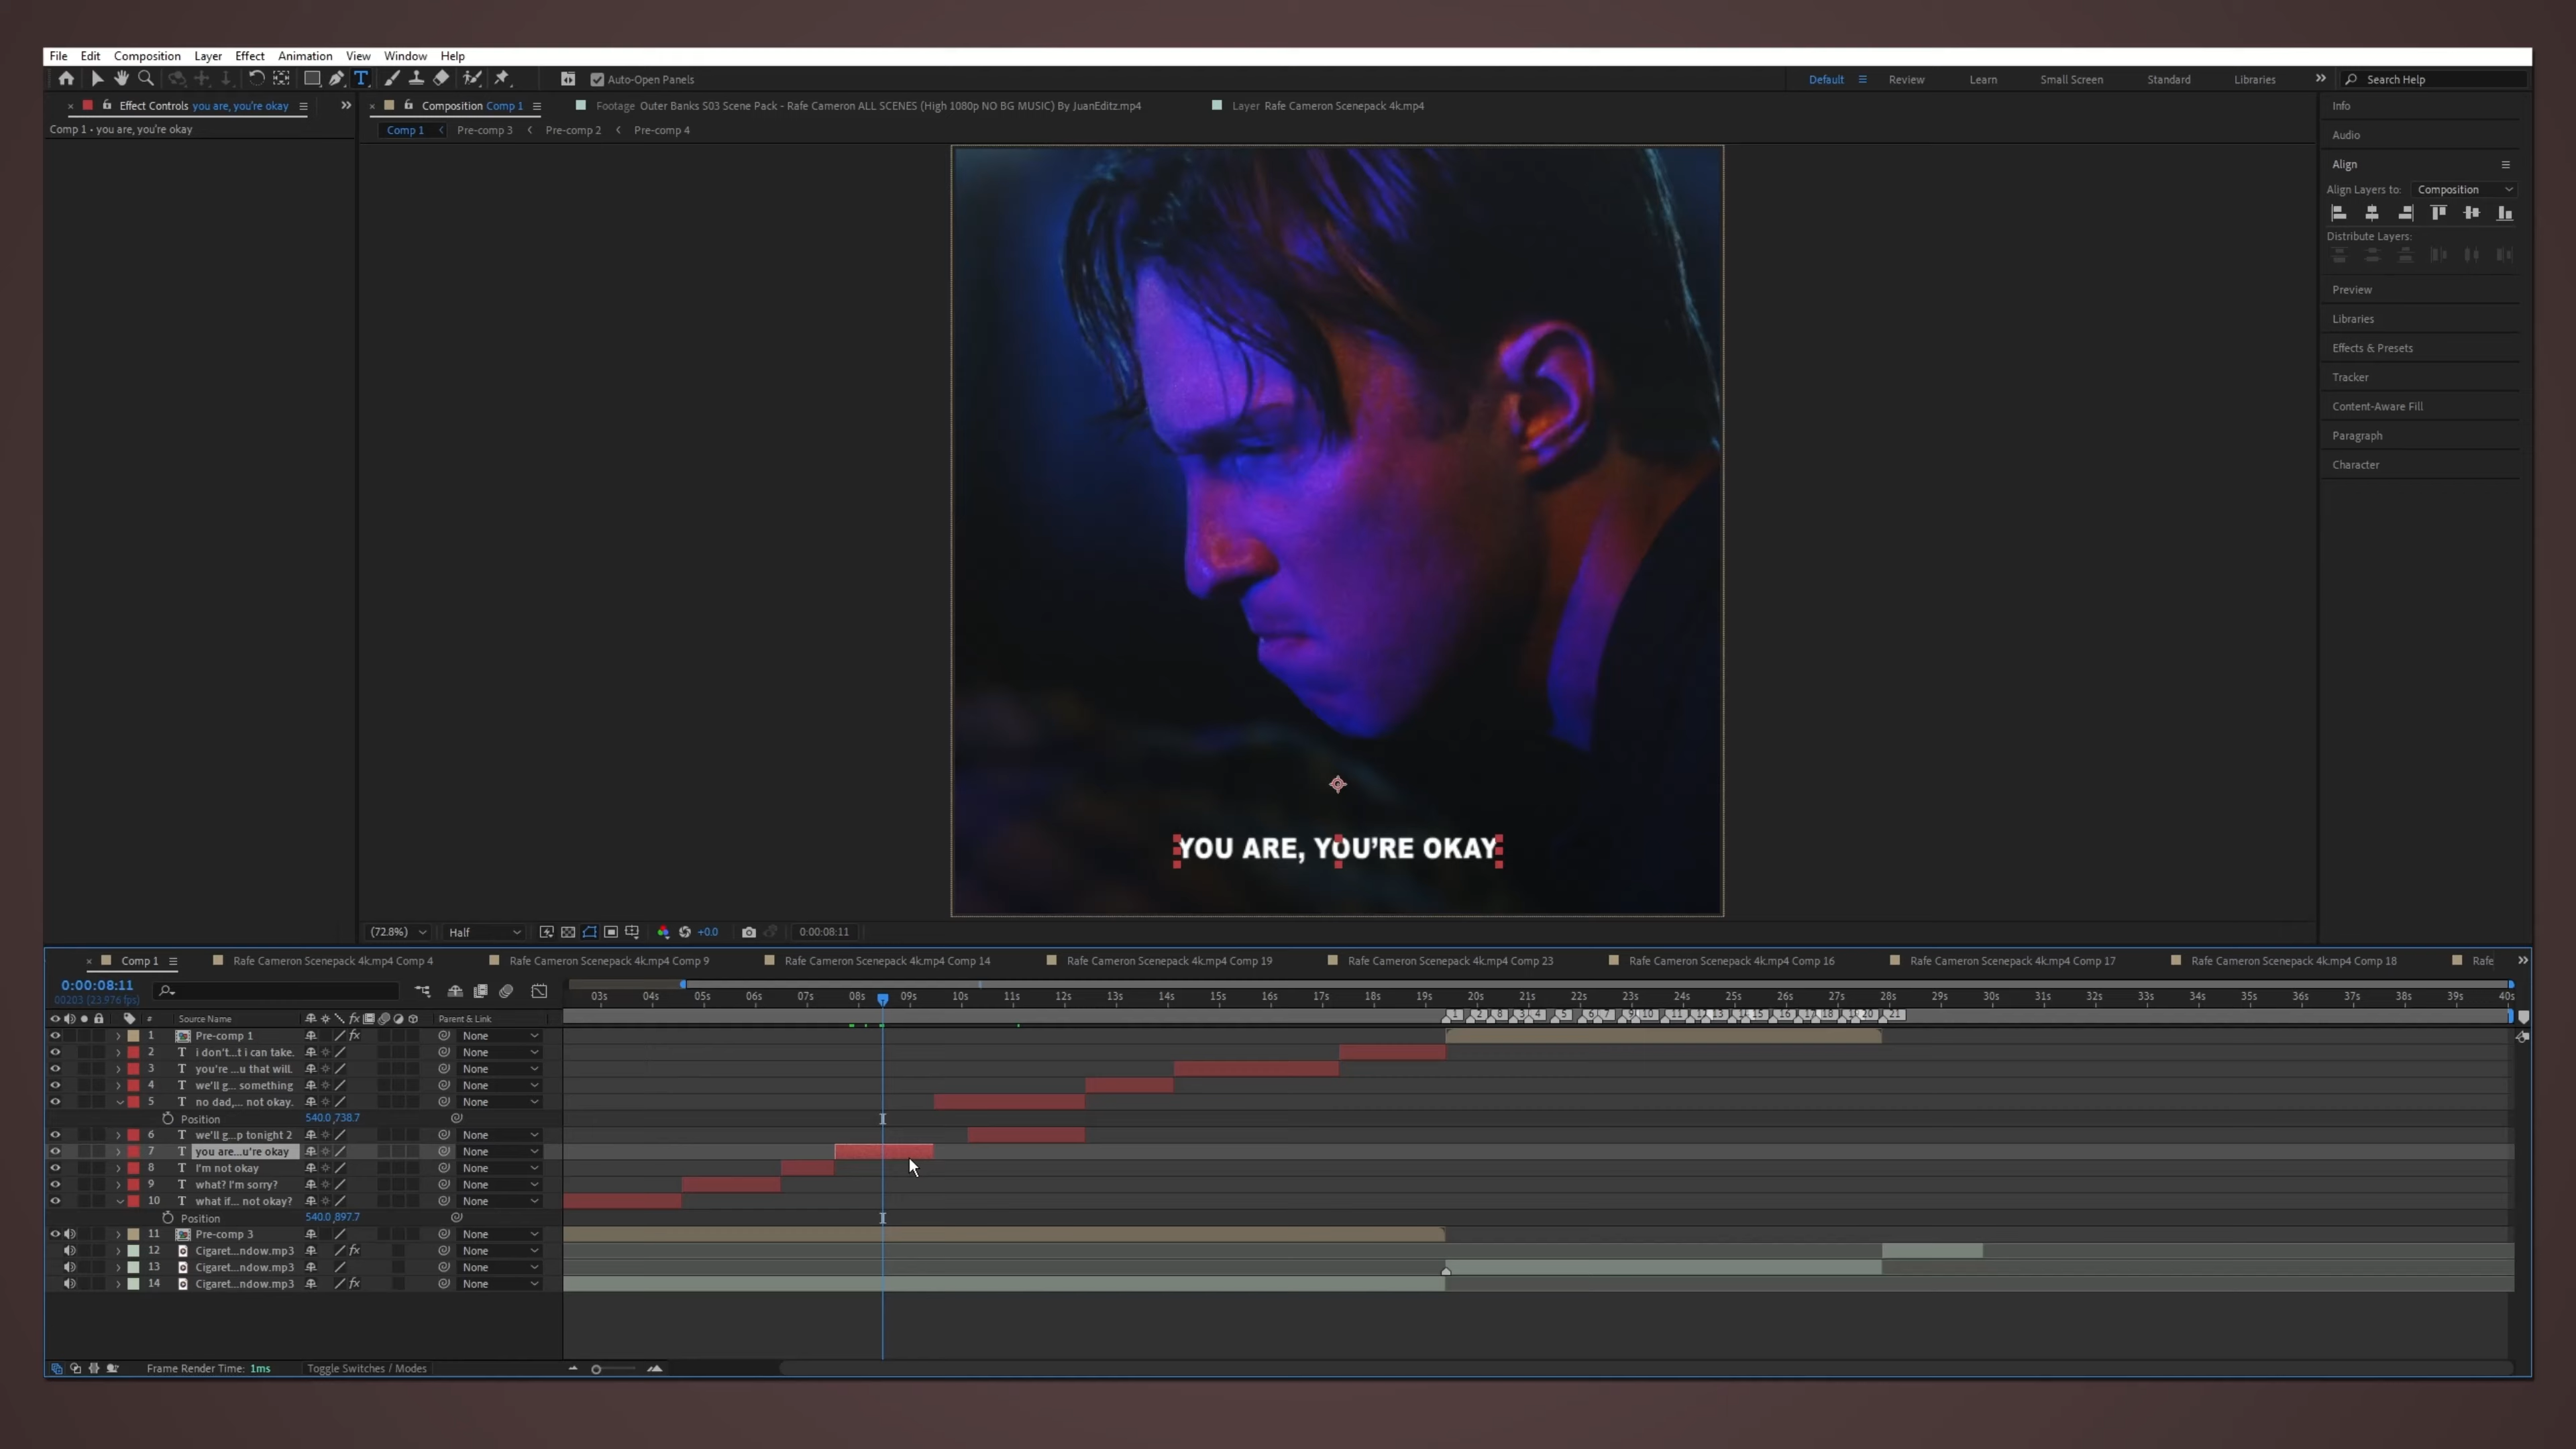 File Edit Composition Layer Effect Animation View Window Help
Auto-Open Panels
Default Review Learn Small Screen Standard Libraries Search Help
Effect Controls you are, you're okay
Composition Comp 1
Footage Outer Banks S03 Scene Pack - Rafe Cameron ALL SCENES (High 1080p NO BG MUSIC) By JuanEditz.mp4
Layer Rafe Cameron Scenepack 4k.mp4
Info
Comp 1 • you are, you're okay
Comp 1 Pre-comp 3 Pre-comp 2 Pre-comp 4
Audio
Align
Align Layers to: Composition
Distribute Layers:
Preview
Libraries
Effects & Presets
Tracker
Content-Aware Fill
Paragraph
Character
YOU ARE, YOU'RE OKAY
(72.8%) Half +0.0 0:00:08:11
Comp 1 Rafe Cameron Scenepack 4k.mp4 Comp 4 Rafe Cameron Scenepack 4k.mp4 Comp 9 Rafe Cameron Scenepack 4k.mp4 Comp 14 Rafe Cameron Scenepack 4k.mp4 Comp 19 Rafe Cameron Scenepack 4k.mp4 Comp 23 Rafe Cameron Scenepack 4k.mp4 Comp 16 Rafe Cameron Scenepack 4k.mp4 Comp 17 Rafe Cameron Scenepack 4k.mp4 Comp 18 Rafe
0:00:08:11
00203 (23.976 fps)
03s 04s 05s 06s 07s 08s 09s 10s 11s 12s 13s 14s 15s 16s 17s 18s 19s 20s 21s 22s 23s 24s 25s 26s 27s 28s 29s 30s 31s 32s 33s 34s 35s 36s 37s 38s 39s 40s
# Source Name Parent & Link
1 Pre-comp 1 None
2 T i don't...t i can take. None
3 T you're ...u that will. None
4 T we'll g... something None
5 T no dad,... not okay. None
Position 540.0,738.7
6 T we'll g...p tonight 2 None
7 T you are...u're okay None
8 T I'm not okay None
9 T what? I'm sorry? None
10 T what if... not okay? None
Position 540.0,897.7
11 Pre-comp 3 None
12 Cigaret...ndow.mp3 None
13 Cigaret...ndow.mp3 None
14 Cigaret...ndow.mp3 None
Frame Render Time: 1ms Toggle Switches / Modes